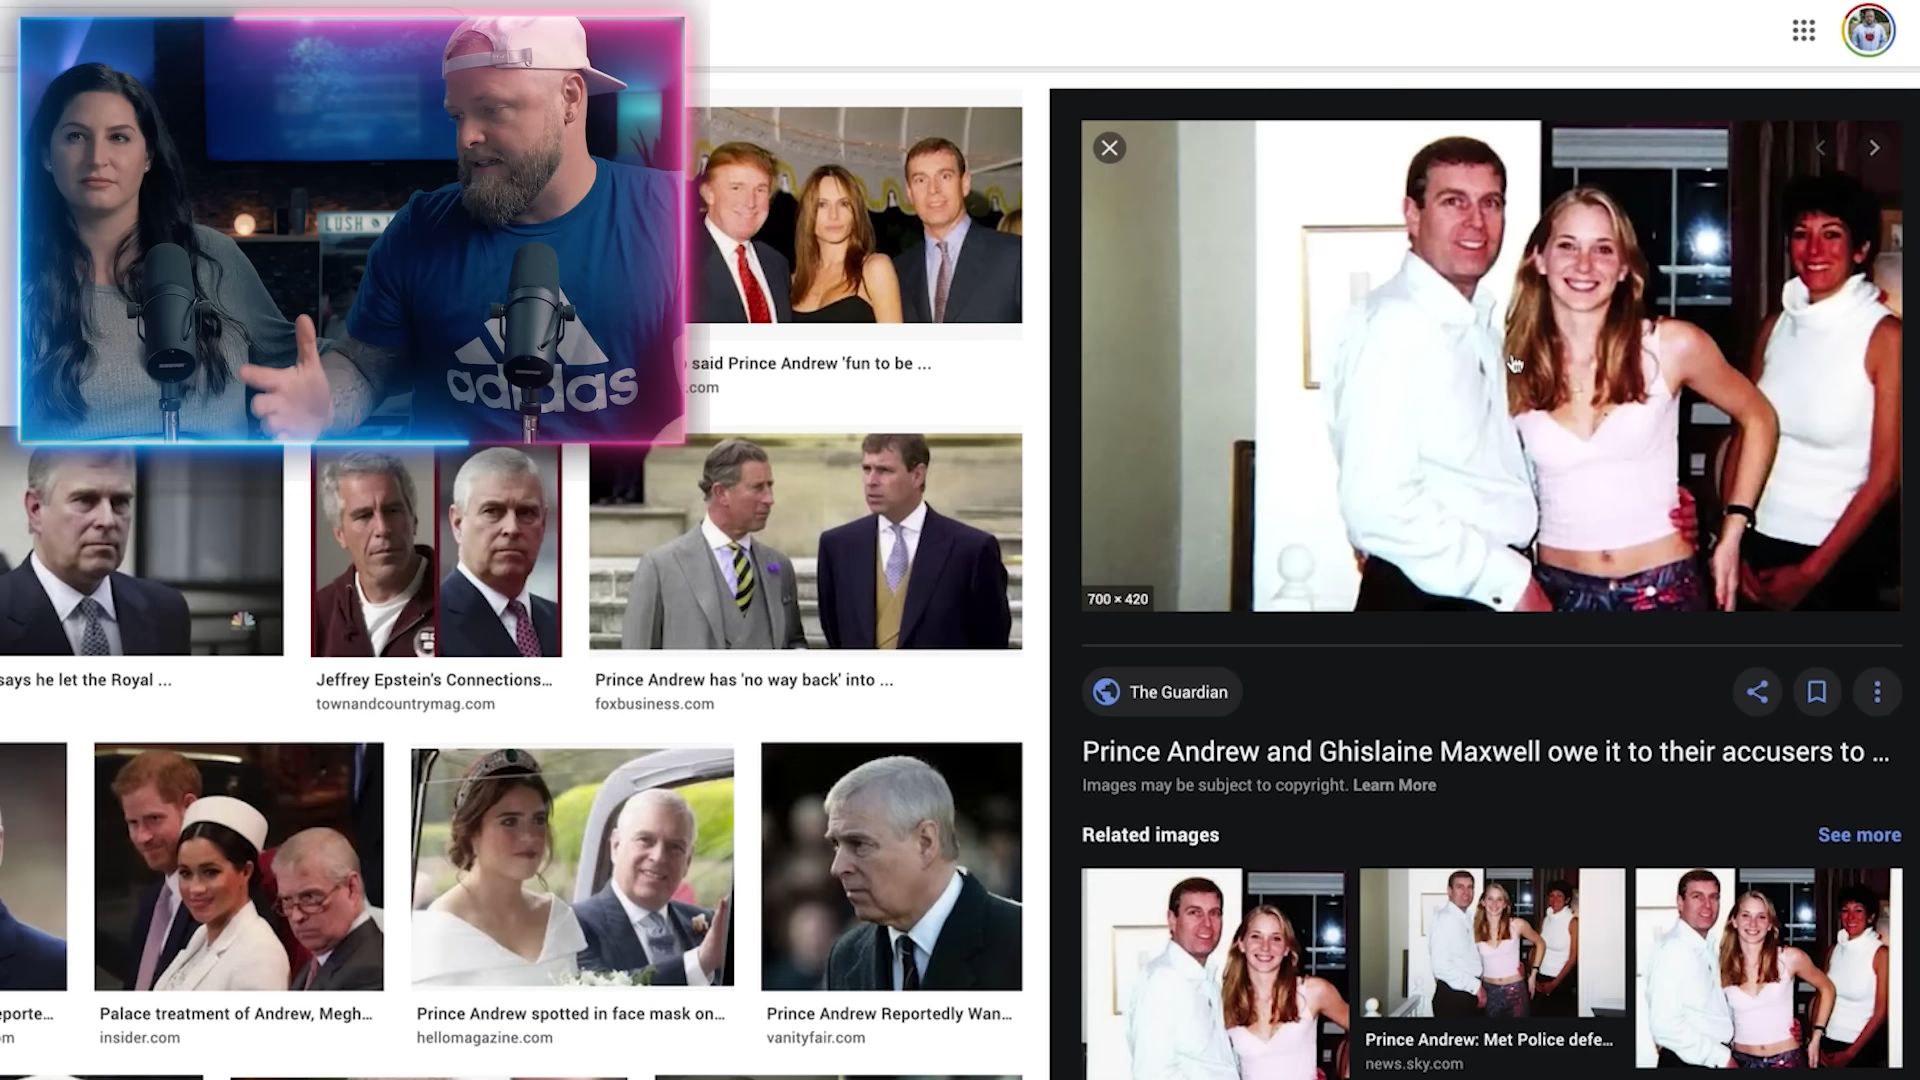 LUSH
adidas
said Prince Andrew 'fun to be ...
.com
says he let the Royal ...
Jeffrey Epstein's Connections...
townandcountrymag.com
Prince Andrew has 'no way back' into ...
foxbusiness.com
700 × 420
The Guardian
Prince Andrew and Ghislaine Maxwell owe it to their accusers to ...
Images may be subject to copyright. Learn More
Related images
See more
eporte...
m
Palace treatment of Andrew, Megh...
insider.com
Prince Andrew spotted in face mask on...
hellomagazine.com
Prince Andrew Reportedly Wan...
vanityfair.com
Prince Andrew: Met Police defe...
news.sky.com